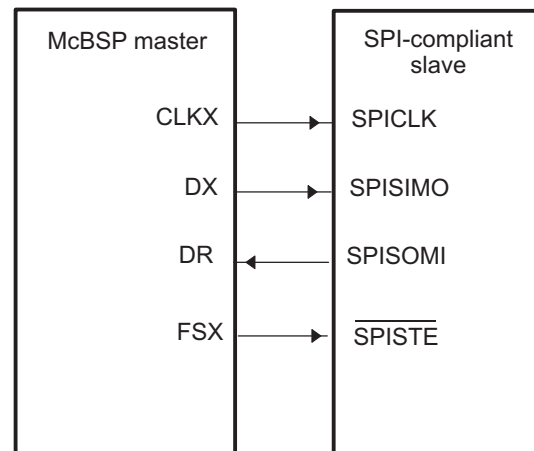 McBSP master
SPI-compliant
slave
CLKX
SPICLK
DX
SPISIMO
DR
SPISOMI
FSX
SPISTE